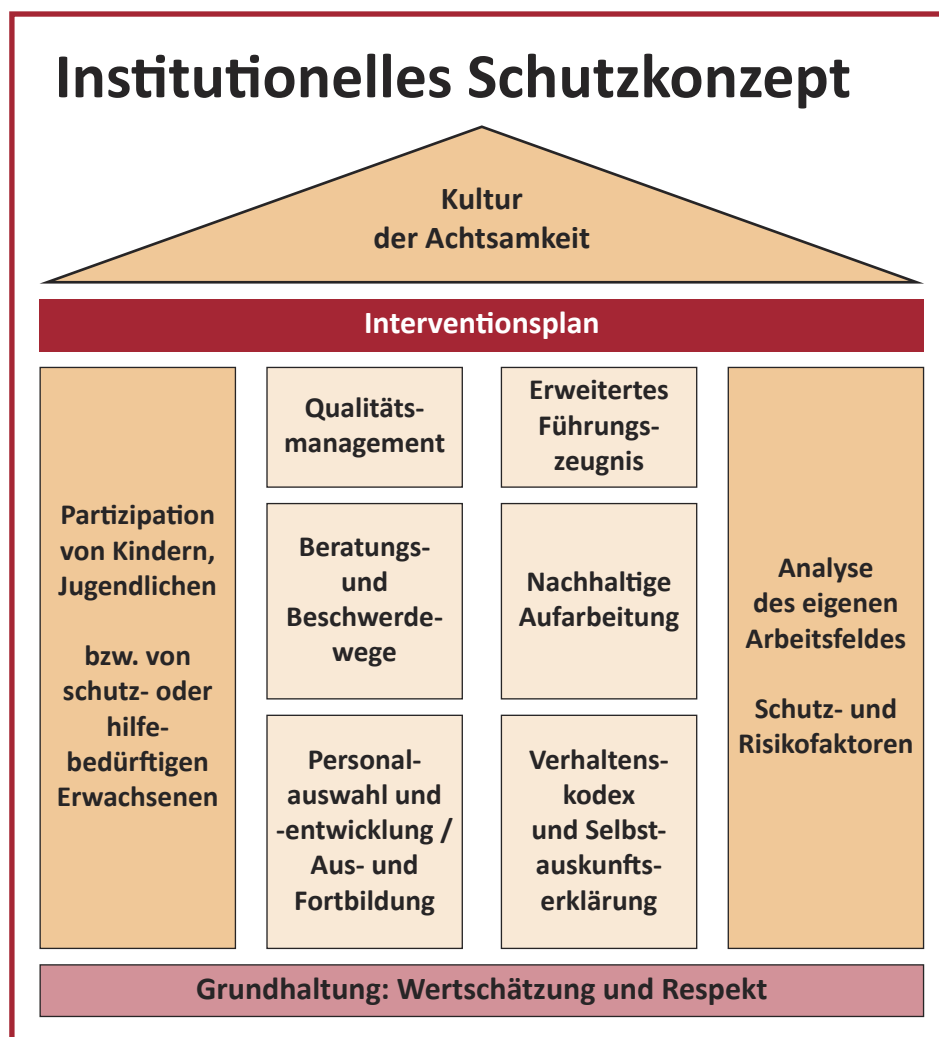 Institutionelles Schutzkonzept
Kultur
der Achtsamkeit
Interventionsplan
Partizipation
von Kindern,
Jugendlichen
bzw. von
schutz- oder
hilfe-
bedürftigen
Erwachsenen
Qualitäts-
management
Erweitertes
Führungs-
zeugnis
Beratungs-
und
Beschwerde-
wege
Nachhaltige
Aufarbeitung
Personal-
auswahl und
-entwicklung /
Aus- und
Fortbildung
Verhaltens-
kodex
und Selbst-
auskunfts-
erklärung
Analyse
des eigenen
Arbeitsfeldes
Schutz- und
Risikofaktoren
Grundhaltung: Wertschätzung und Respekt